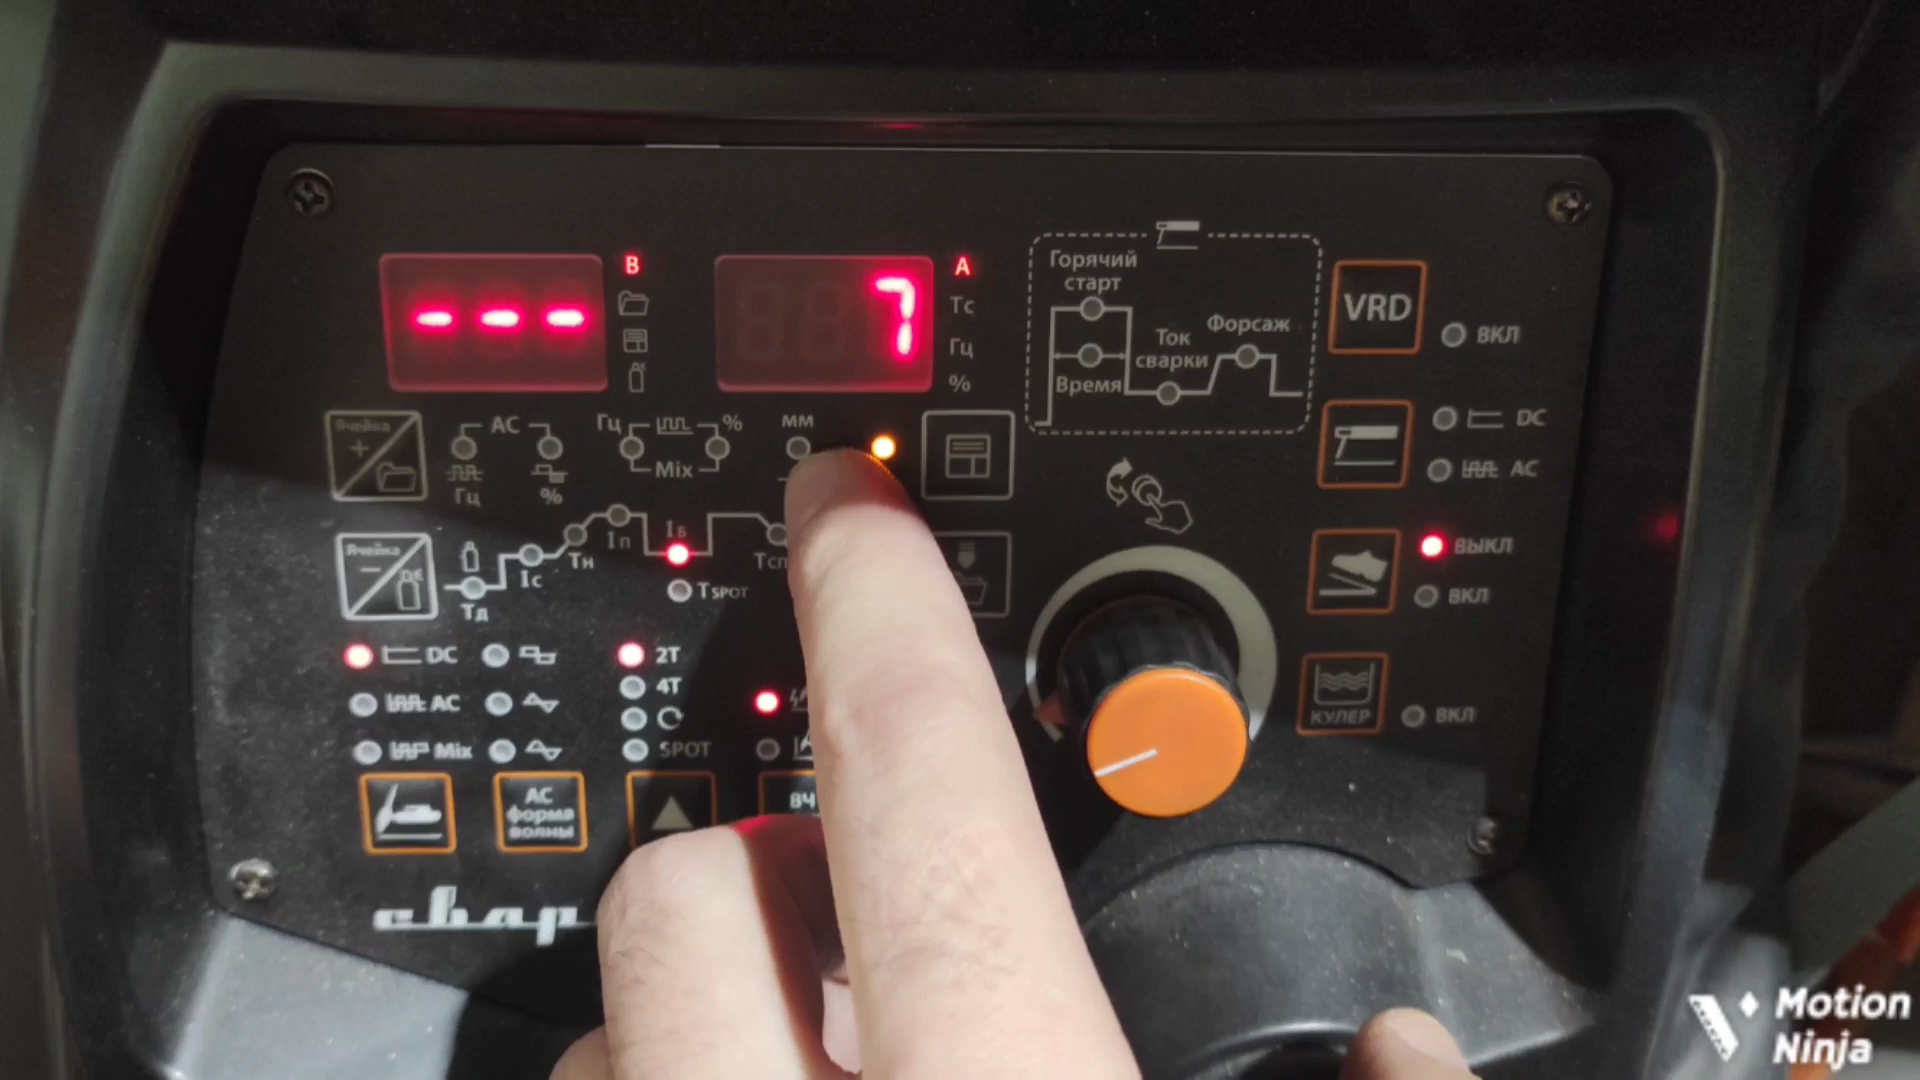 --- В 7 А
Тс
Гц
%
Горячий
старт
Время
Ток
сварки
Форсаж
VRD
ВКЛ
Ячейка
+
AC
Гц
%
Гц
%
Mix
мм
DC
AC
Ячейка
−
Tд
Iс
Tн
Iп
Iв
Tсп
TSPOT
ВЫКЛ
ВКЛ
DC
AC
Mix
2T
4T
SPOT
КУЛЕР
ВКЛ
AC
форма
волны
ВЧ
сварог
Motion
Ninja